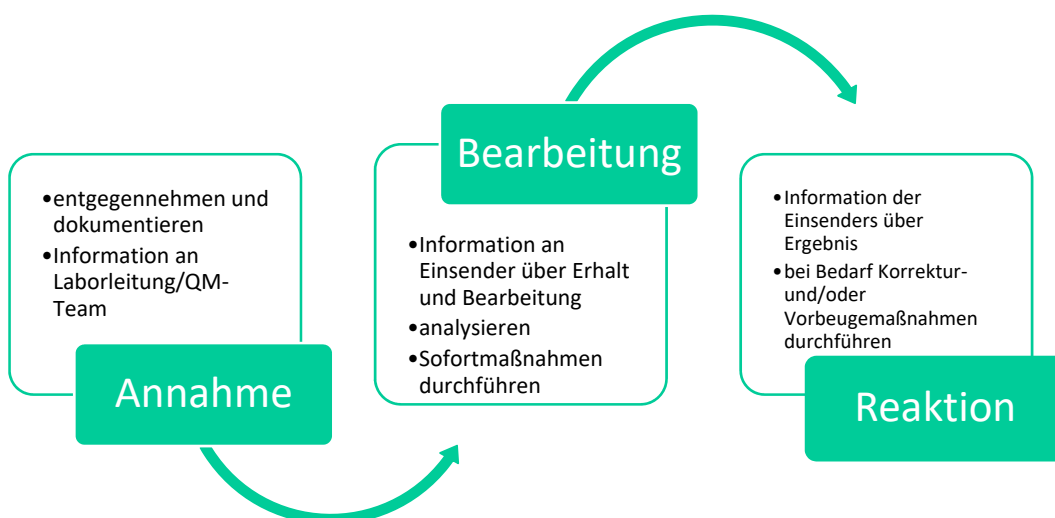 •entgegennehmen und
dokumentieren
•Information an
Laborleitung/QM-
Team
Annahme
Bearbeitung
•Information an
Einsender über Erhalt
und Bearbeitung
•analysieren
•Sofortmaßnahmen
durchführen
•Information der
Einsenders über
Ergebnis
•bei Bedarf Korrektur-
und/oder
Vorbeugemaßnahmen
durchführen
Reaktion